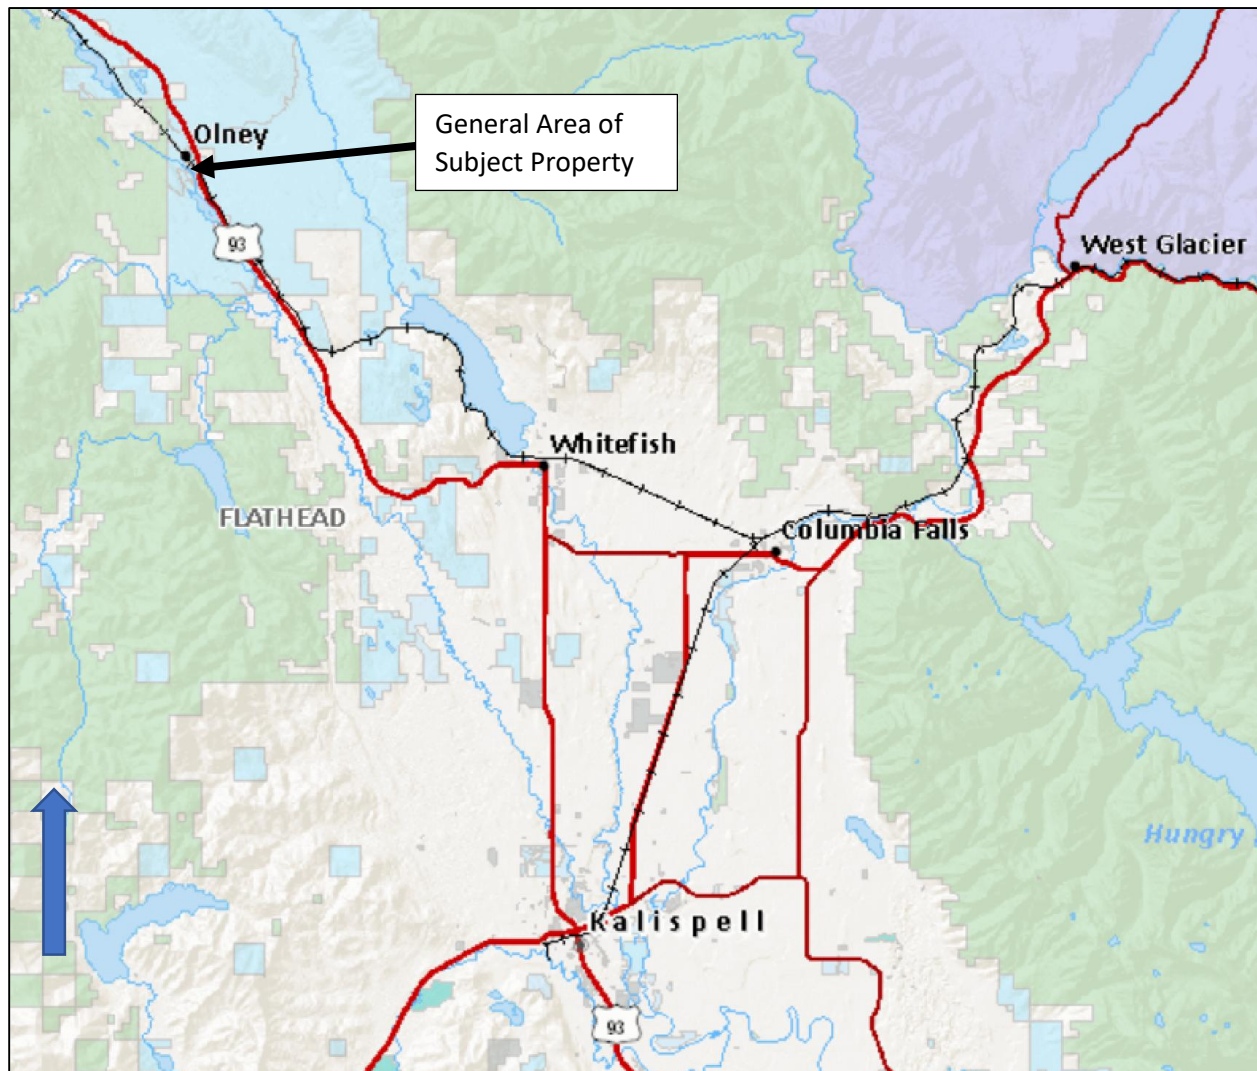 Olney
General Area of
Subject Property
93
West Glacier
Whitefish
FLATHEAD
Columbia Falls
Hungry
Kalispell
93